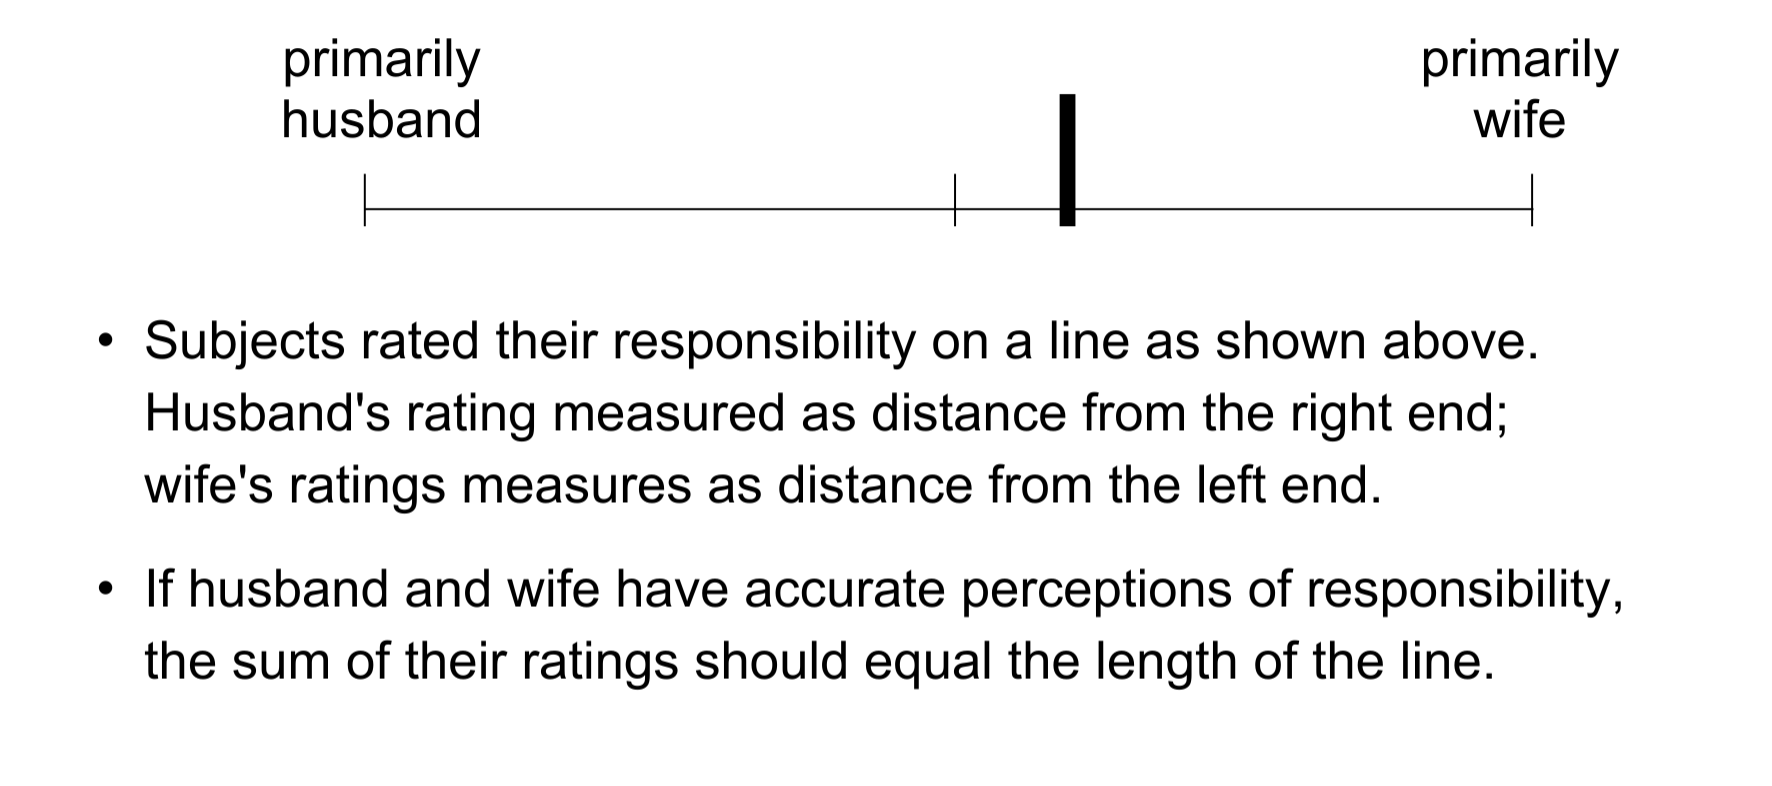 primarily
husband
primarily
wife
• Subjects rated their responsibility on a line as shown above.
Husband's rating measured as distance from the right end;
wife's ratings measures as distance from the left end.
• If husband and wife have accurate perceptions of responsibility,
the sum of their ratings should equal the length of the line.